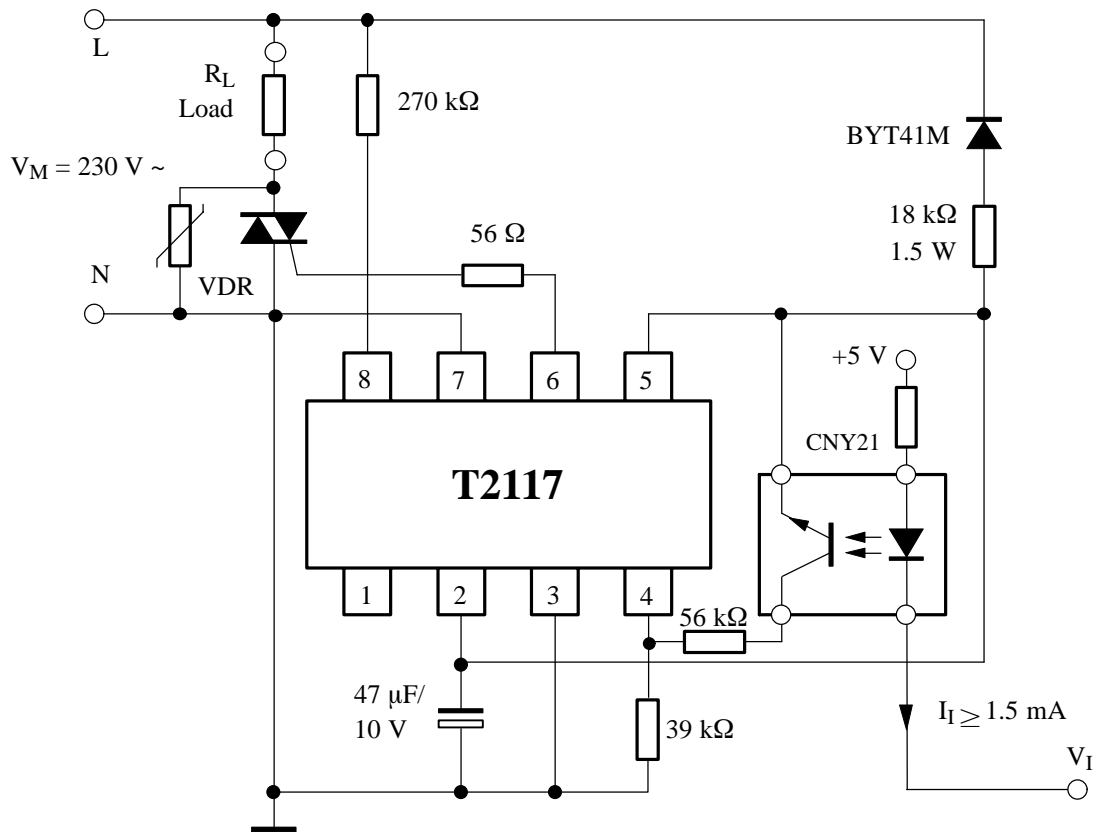 L
R_L
Load
270 kΩ
BYT41M
V_M = 230 V ~
18 kΩ
1.5 W
56 Ω
N
VDR
+5 V
8
7
6
5
CNY21
T2117
1
2
3
4
56 kΩ
47 μF/
10 V
39 kΩ
I_I ≥ 1.5 mA
V_I